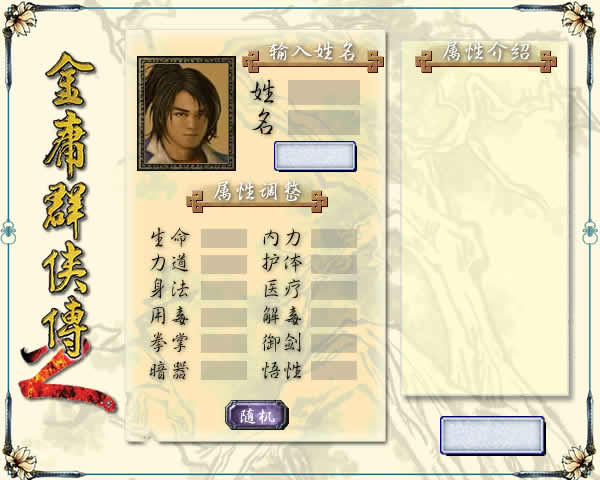 金庸群侠傳
之
输入姓名
姓
名
属性介绍
属性调整
生命
内力
力道
护体
身法
医疗
用毒
解毒
拳掌
御剑
暗器
悟性
随机